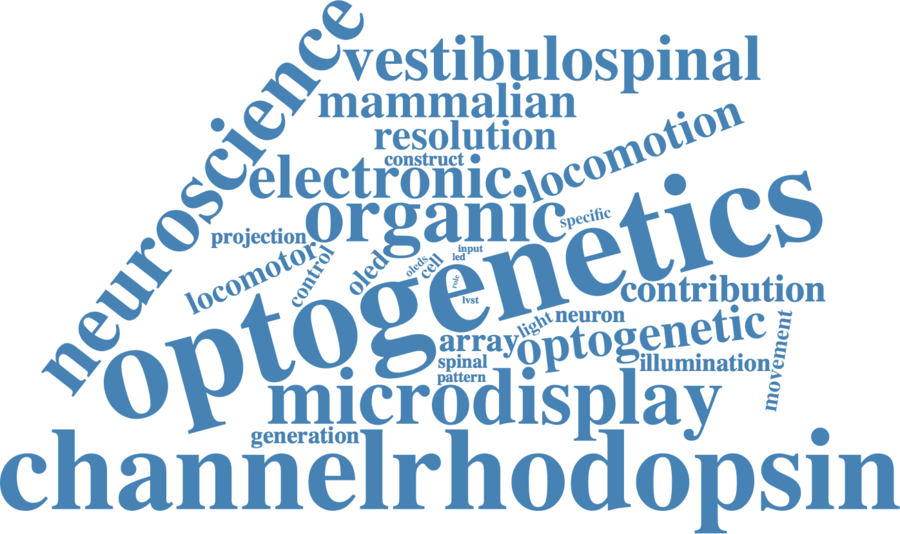 neuroscience
vestibulospinal
mammalian
resolution
construct
electronic
locomotion
organic
specific
projection
locomotor
control
oled
oleds
cell
input
led
role
lvst
optogenetics
contribution
light
neuron
array
optogenetic
movement
spinal
illumination
pattern
microdisplay
generation
channelrhodopsin